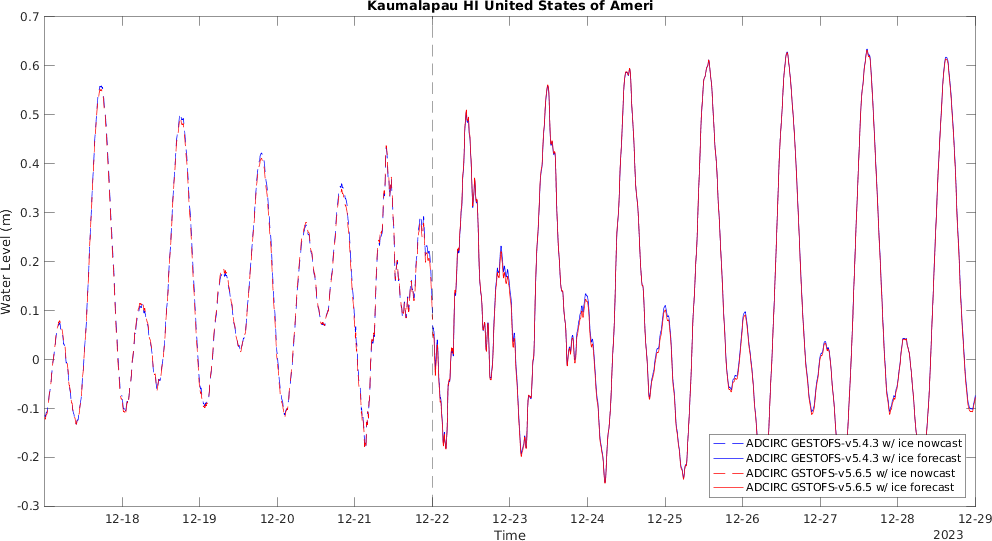 Kaumalapau HI United States of Ameri
0.7
0.6
0.5
0.4
0.3
0.2
0.1
0
-0.1
-0.2
-0.3
Water Level (m)
12-18 12-19 12-20 12-21 12-22 12-23 12-24 12-25 12-26 12-27 12-28 12-29
Time
2023
ADCIRC GESTOFS-v5.4.3 w/ ice nowcast
ADCIRC GESTOFS-v5.4.3 w/ ice forecast
ADCIRC GSTOFS-v5.6.5 w/ ice nowcast
ADCIRC GSTOFS-v5.6.5 w/ ice forecast